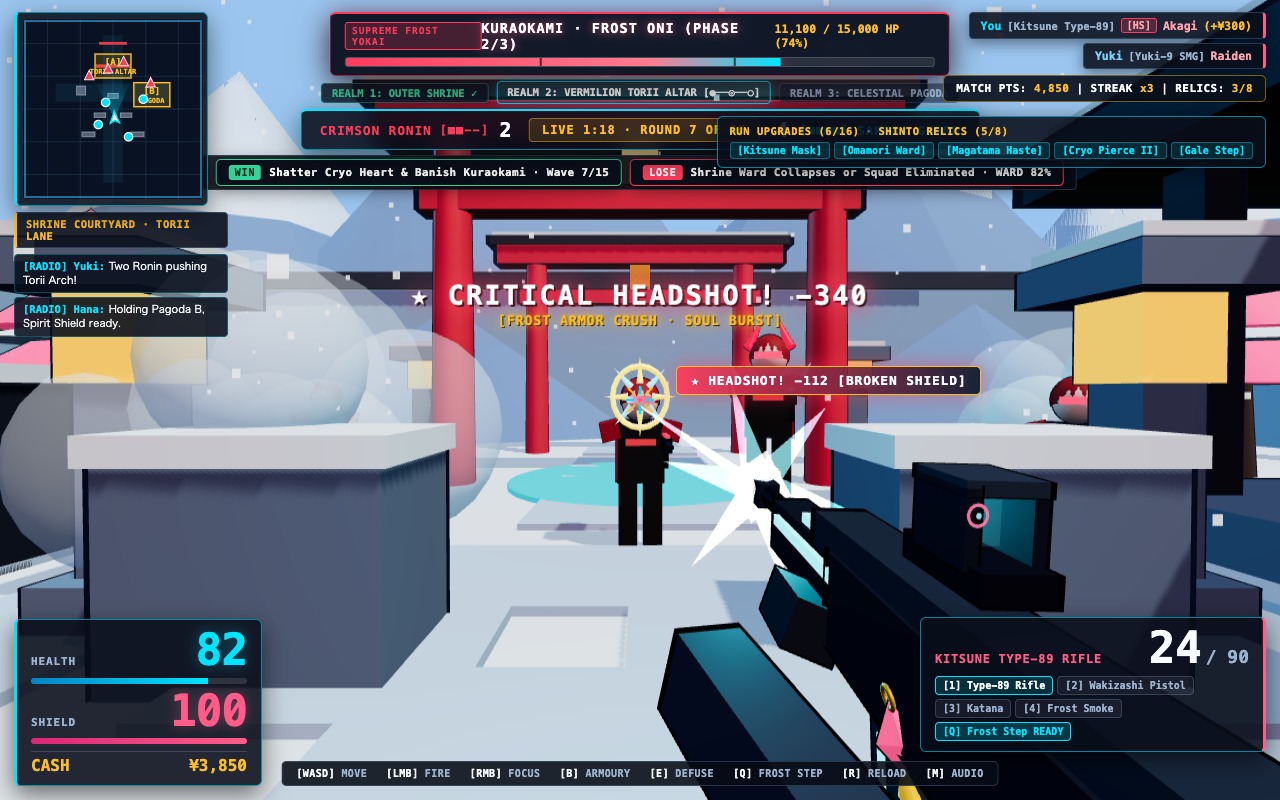 [A]
TORII ALTAR
[B]
SUPREME FROST YOKAI
KURAOKAMI · FROST ONI (PHASE 2/3)
11,100 / 15,000 HP (74%)
You [Kitsune Type-89] [HS] Akagi (+¥300)
Yuki [Yuki-9 SMG] Raiden
REALM 1: OUTER SHRINE ✓
REALM 2: VERMILION TORII ALTAR
REALM 3: CELESTIAL
MATCH PTS: 4,850 | STREAK x3 | RELICS: 3/8
CRIMSON RONIN [■■--] 2
LIVE 1:18 · ROUND 7
RUN UPGRADES (6/16) · SHINTO RELICS (5/8)
[Kitsune Mask] [Omamori Ward] [Magatama Haste] [Cryo Pierce II] [Gale Step]
WIN Shatter Cryo Heart & Banish Kuraokami · Wave 7/15
LOSE Shrine Ward Collapses or Squad Eliminated · WARD 82%
SHRINE COURTYARD · TORII LANE
[RADIO] Yuki: Two Ronin pushing
Torii Arch!
[RADIO] Hana: Holding Pagoda B,
Spirit Shield ready.
★ CRITICAL HEADSHOT! -340
[FROST ARMOR CRUSH · SOUL BURST]
★ HEADSHOT! -112 [BROKEN SHIELD]
HEALTH 82
SHIELD 100
CASH ¥3,850
KITSUNE TYPE-89 RIFLE 24 / 90
[1] Type-89 Rifle [2] Wakizashi Pistol
[3] Katana [4] Frost Smoke
[Q] Frost Step READY
[WASD] MOVE [LMB] FIRE [RMB] FOCUS [B] ARMOURY [E] DEFUSE [Q] FROST STEP [R] RELOAD [M] AUDIO